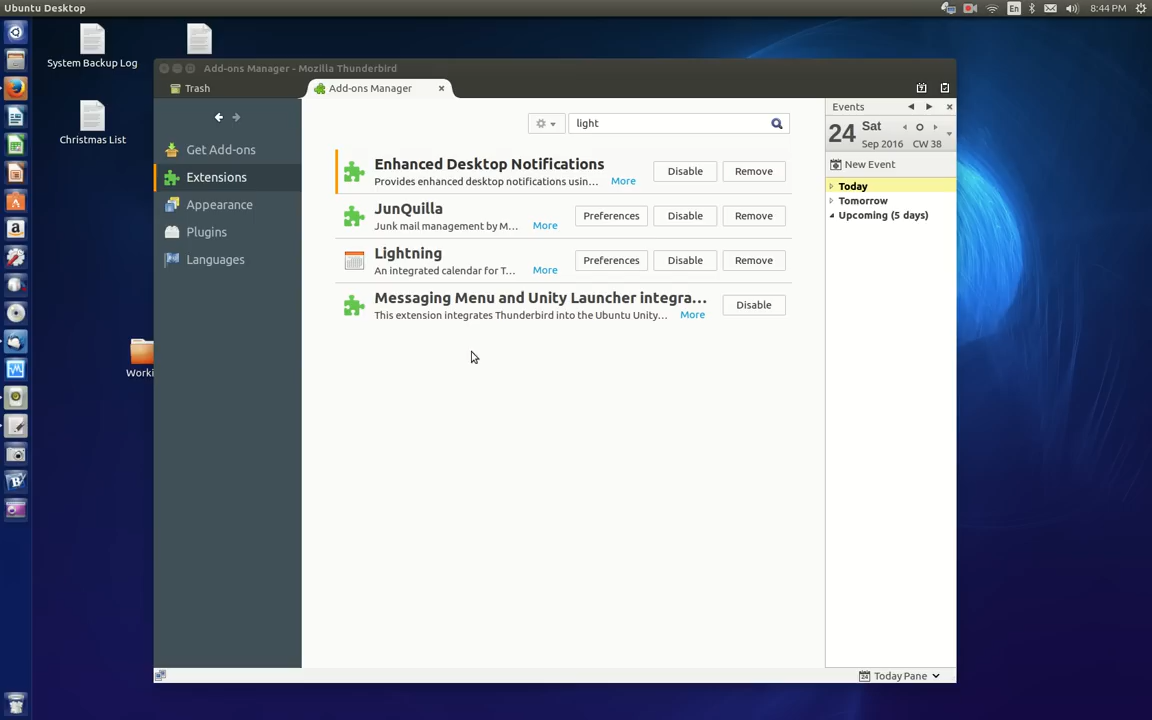 Ubuntu Desktop
En
8:44 PM
System Backup Log
Christmas List
Worki
Add-ons Manager - Mozilla Thunderbird
Trash
Add-ons Manager
Get Add-ons
Extensions
Appearance
Plugins
Languages
light
Enhanced Desktop Notifications
Provides enhanced desktop notifications usin... More
Disable
Remove
JunQuilla
Junk mail management by M... More
Preferences
Disable
Remove
Lightning
An integrated calendar for T... More
Preferences
Disable
Remove
Messaging Menu and Unity Launcher integra...
This extension integrates Thunderbird into the Ubuntu Unity... More
Disable
Events
24
Sat
Sep 2016
CW 38
New Event
Today
Tomorrow
Upcoming (5 days)
Today Pane